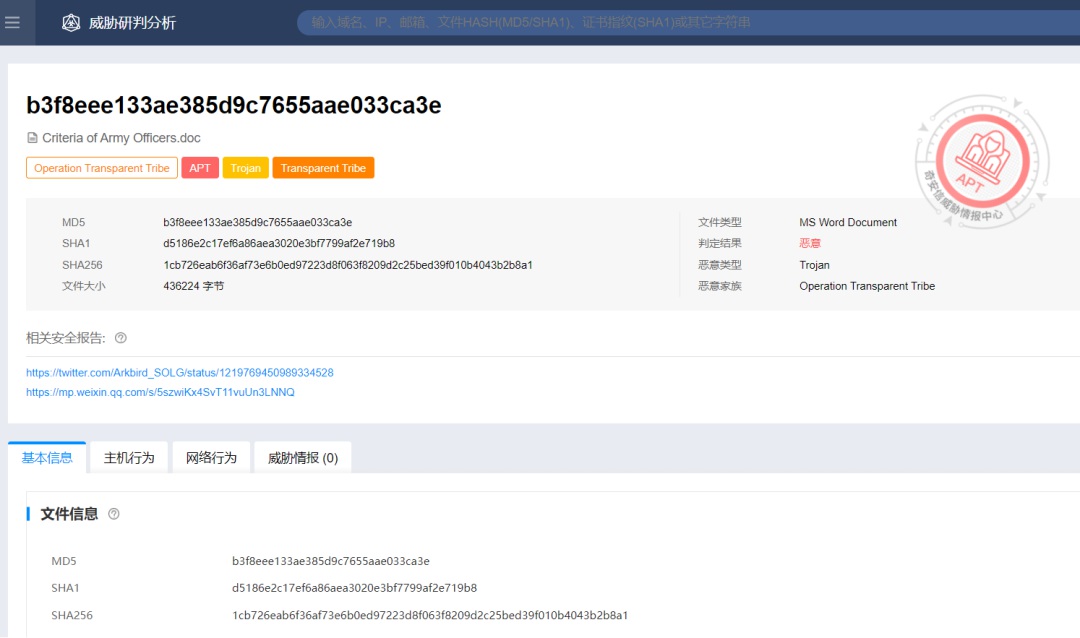 威胁研判分析
输入域名、IP、邮箱、文件HASH(MD5/SHA1)、证书指纹(SHA1)或其它字符串
b3f8eee133ae385d9c7655aae033ca3e
Criteria of Army Officers.doc
Operation Transparent Tribe APT Trojan Transparent Tribe
APT
奇安信威胁情报中心
MD5 b3f8eee133ae385d9c7655aae033ca3e 文件类型 MS Word Document
SHA1 d5186e2c17ef6a86aea3020e3bf7799af2e719b8 判定结果 恶意
SHA256 1cb726eab6f36af73e6b0ed97223d8f063f8209d2c25bed39f010b4043b2b8a1 恶意类型 Trojan
文件大小 436224 字节 恶意家族 Operation Transparent Tribe
相关安全报告:
https://twitter.com/Arkbird_SOLG/status/1219769450989334528
https://mp.weixin.qq.com/s/5szwiKx4SvT11vuUn3LNNQ
基本信息 主机行为 网络行为 威胁情报 (0)
文件信息
MD5 b3f8eee133ae385d9c7655aae033ca3e
SHA1 d5186e2c17ef6a86aea3020e3bf7799af2e719b8
SHA256 1cb726eab6f36af73e6b0ed97223d8f063f8209d2c25bed39f010b4043b2b8a1